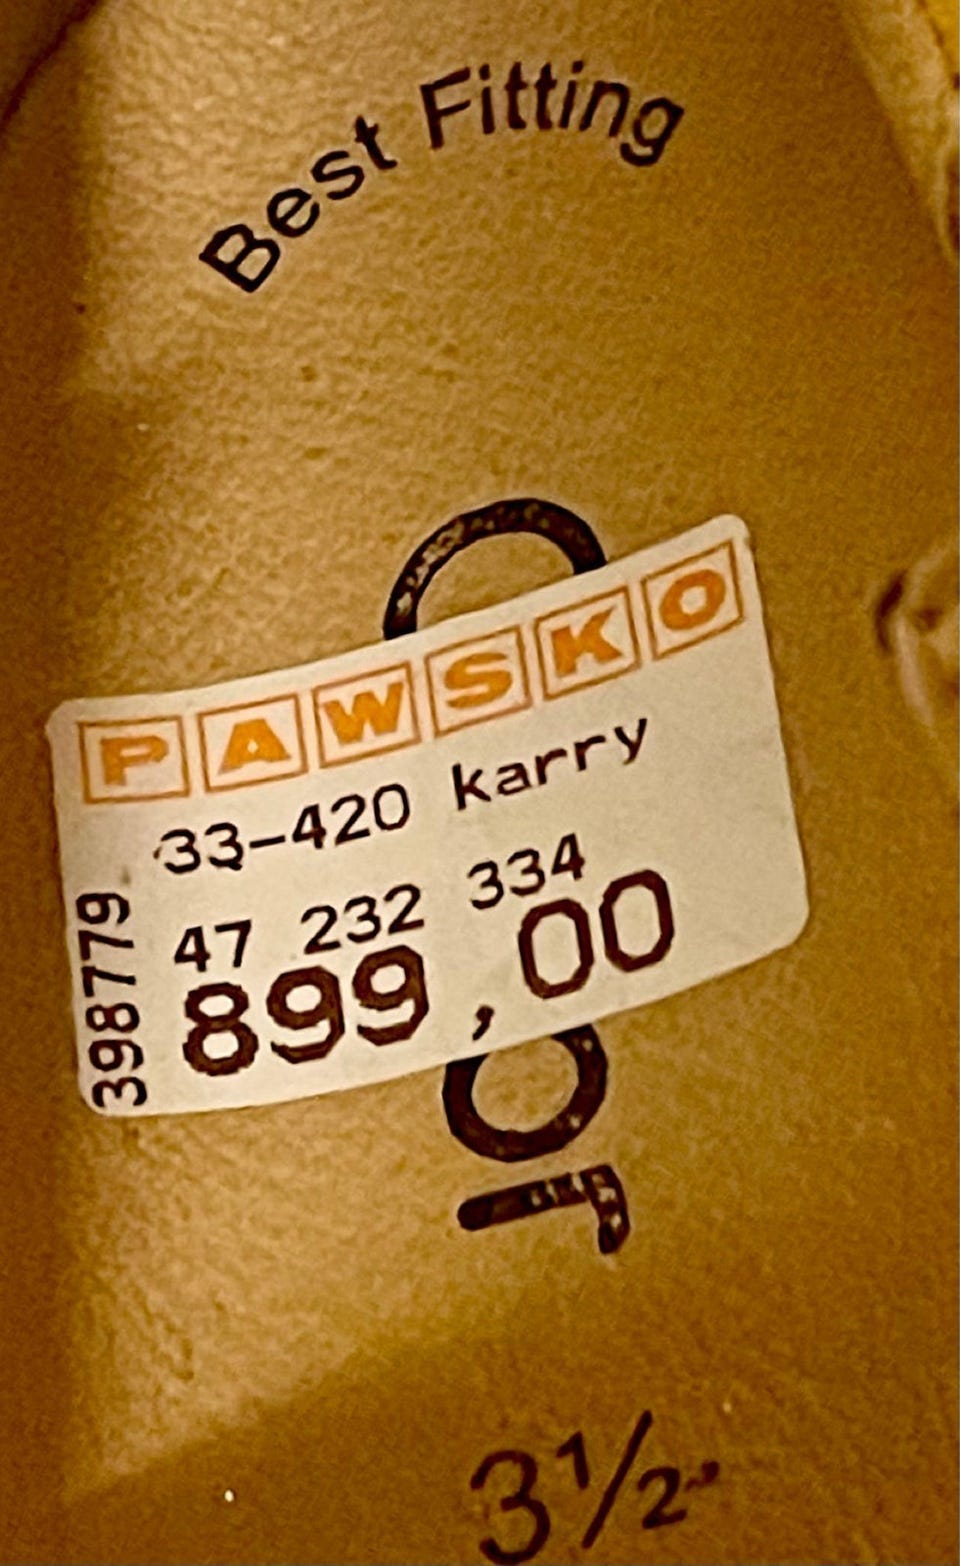 Best Fitting
PAWSKO
33-420 karry
47 232 334
899,00
398779
3½